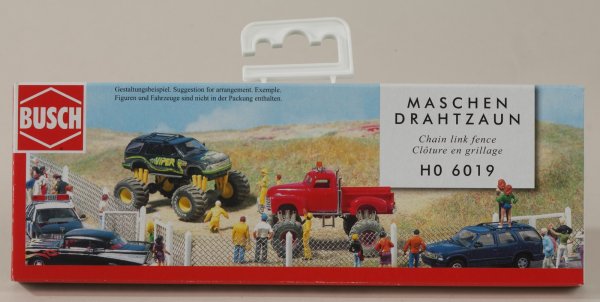 BUSCH
Gestaltungsbeispiel. Suggestion for arrangement. Exemple.
Figuren und Fahrzeuge sind nicht in der Packung enthalten.
MASCHEN
DRAHTZAUN
Chain link fence
Clôture en grillage
H0 6019
VIPER